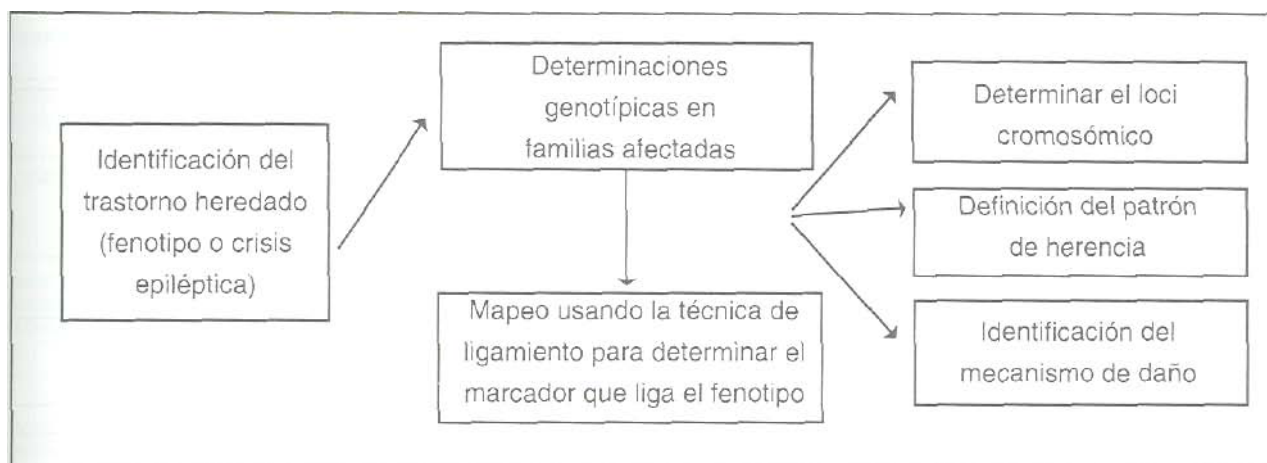 Identificación del
trastorno heredado
(fenotipo o crisis
epiléptica)
Determinaciones
genotípicas en
familias afectadas
Mapeo usando la técnica de
ligamiento para determinar el
marcador que liga el fenotipo
Determinar el loci
cromosómico
Definición del patrón
de herencia
Identificación del
mecanismo de daño